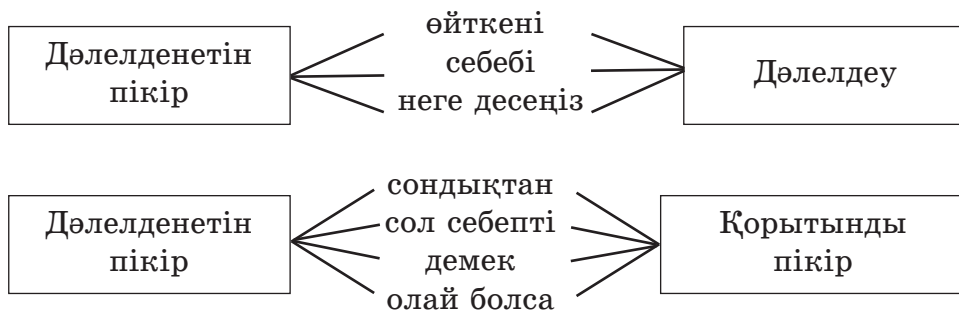 Дәлелденетін
пікір
өйткені
себебі
неге десеңіз
Дәлелдеу
Дәлелденетін
пікір
сондықтан
сол себепті
демек
олай болса
Қорытынды
пікір